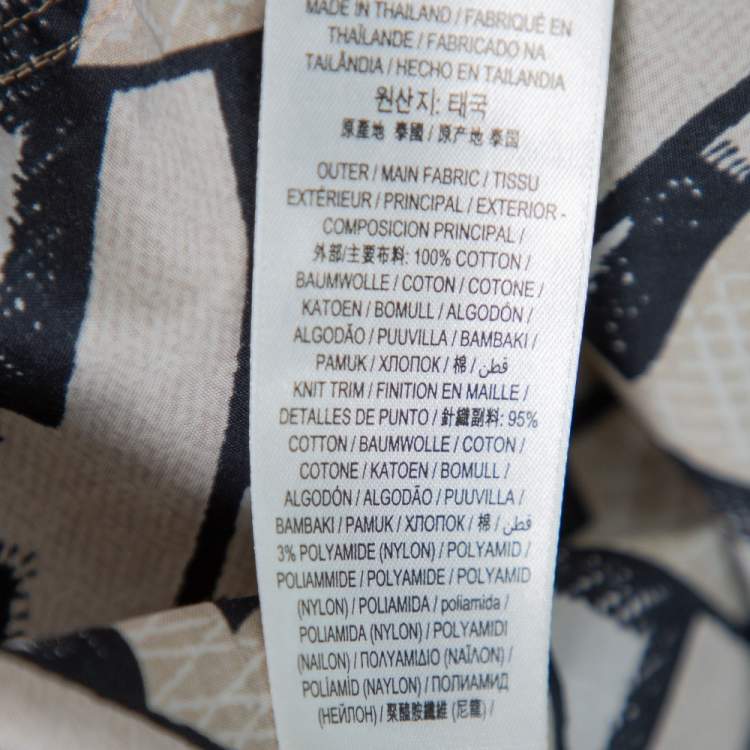 MADE IN THAILAND / FABRIQUÉ EN
THAÏLANDE / FABRICADO NA
TAILÂNDIA / HECHO EN TAILANDIA
원산지: 태국
原產地 泰國 / 原产地 泰国
OUTER / MAIN FABRIC / TISSU
EXTÉRIEUR / PRINCIPAL / EXTERIOR -
COMPOSICION PRINCIPAL /
外部/主要布料: 100% COTTON /
BAUMWOLLE / COTON / COTONE /
KATOEN / BOMULL / ALGODÓN /
ALGODÃO / PUUVILLA / BAMBAKI /
PAMUK / ХЛОПОК / 棉 / قطن /
KNIT TRIM / FINITION EN MAILLE /
DETALLES DE PUNTO / 針織副料: 95%
COTTON / BAUMWOLLE / COTON /
COTONE / KATOEN / BOMULL /
ALGODÓN / ALGODÃO / PUUVILLA /
BAMBAKI / PAMUK / ХЛОПОК / 棉 / قطن
3% POLYAMIDE (NYLON) / POLYAMID /
POLIAMMIDE / POLYAMIDE / POLYAMID
(NYLON) / POLIAMIDA / poliamida /
POLIAMIDA (NYLON) / POLYAMIDI
(NAILON) / ΠΟΛΥΑΜΙΔΙΟ (ΝΑΪΛΟΝ) /
POLÍAMÍD (NAYLON) / ПОЛИАМИД
(НЕЙЛОН) / 聚醯胺纖維 (尼龍) /